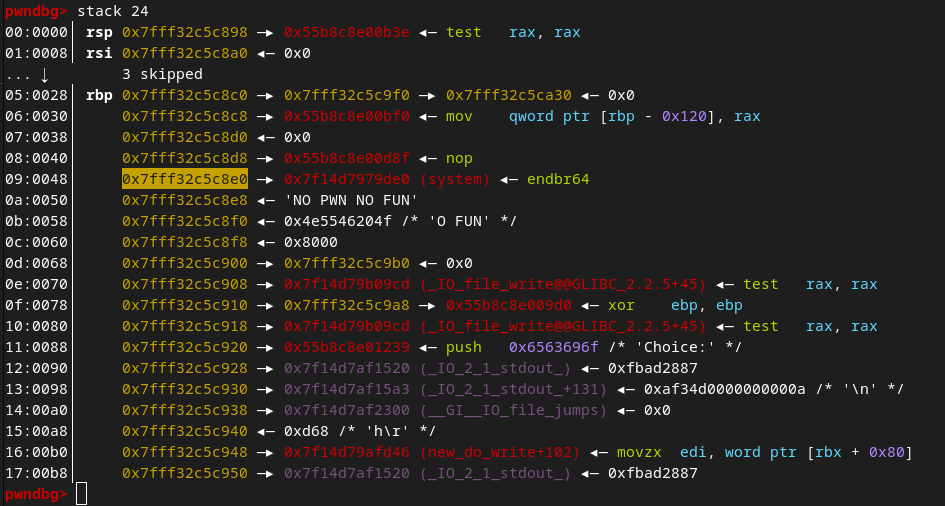 pwndbg> stack 24
00:0000│ rsp 0x7fff32c5c898 —▸ 0x55b8c8e00b3e ◂— test   rax, rax
01:0008│ rsi 0x7fff32c5c8a0 ◂— 0x0
... ↓        3 skipped
05:0028│ rbp 0x7fff32c5c8c0 —▸ 0x7fff32c5c9f0 —▸ 0x7fff32c5ca30 ◂— 0x0
06:0030│     0x7fff32c5c8c8 —▸ 0x55b8c8e00bf0 ◂— mov    qword ptr [rbp - 0x120], rax
07:0038│     0x7fff32c5c8d0 ◂— 0x0
08:0040│     0x7fff32c5c8d8 —▸ 0x55b8c8e00d8f ◂— nop
09:0048│     0x7fff32c5c8e0 —▸ 0x7f14d7979de0 (system) ◂— endbr64
0a:0050│     0x7fff32c5c8e8 ◂— 'NO PWN NO FUN'
0b:0058│     0x7fff32c5c8f0 ◂— 0x4e5546204f /* 'O FUN' */
0c:0060│     0x7fff32c5c8f8 ◂— 0x8000
0d:0068│     0x7fff32c5c900 —▸ 0x7fff32c5c9b0 ◂— 0x0
0e:0070│     0x7fff32c5c908 —▸ 0x7f14d79b09cd (_IO_file_write@@GLIBC_2.2.5+45) ◂— test   rax, rax
0f:0078│     0x7fff32c5c910 —▸ 0x7fff32c5c9a8 —▸ 0x55b8c8e009d0 ◂— xor    ebp, ebp
10:0080│     0x7fff32c5c918 —▸ 0x7f14d79b09cd (_IO_file_write@@GLIBC_2.2.5+45) ◂— test   rax, rax
11:0088│     0x7fff32c5c920 —▸ 0x55b8c8e01239 ◂— push   0x6563696f /* 'Choice:' */
12:0090│     0x7fff32c5c928 —▸ 0x7f14d7af1520 (_IO_2_1_stdout_) ◂— 0xfbad2887
13:0098│     0x7fff32c5c930 —▸ 0x7f14d7af15a3 (_IO_2_1_stdout_+131) ◂— 0xaf34d0000000000a /* '\n' */
14:00a0│     0x7fff32c5c938 —▸ 0x7f14d7af2300 (__GI__IO_file_jumps) ◂— 0x0
15:00a8│     0x7fff32c5c940 ◂— 0xd68 /* 'h\r' */
16:00b0│     0x7fff32c5c948 —▸ 0x7f14d79afd46 (new_do_write+102) ◂— movzx  edi, word ptr [rbx + 0x80]
17:00b8│     0x7fff32c5c950 —▸ 0x7f14d7af1520 (_IO_2_1_stdout_) ◂— 0xfbad2887
pwndbg>